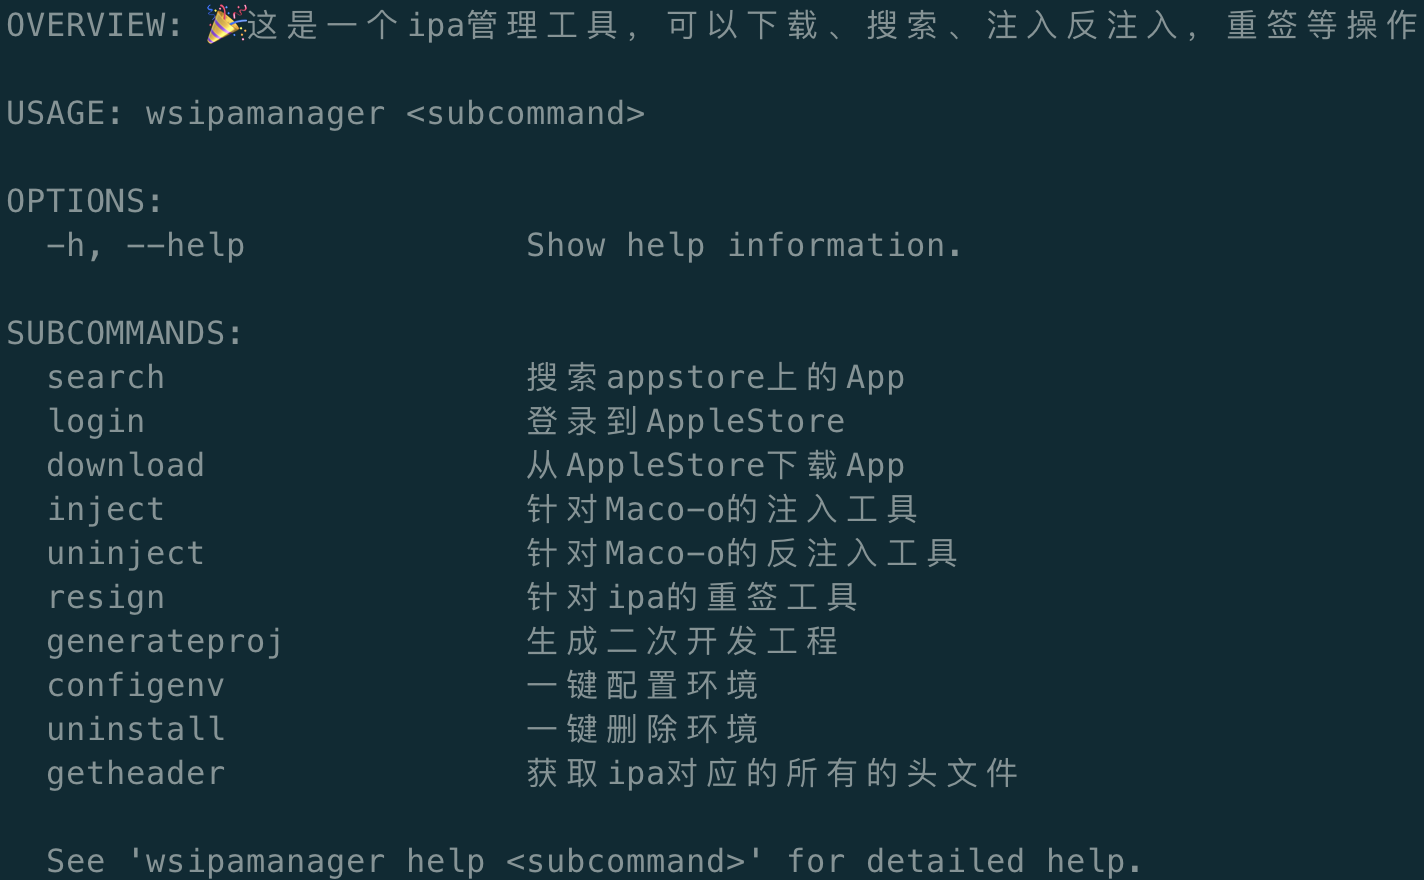 OVERVIEW: 🎉这是一个ipa管理工具, 可以下载、搜索、注入反注入, 重签等操作
USAGE: wsipamanager <subcommand>
OPTIONS:
-h, --help Show help information.
SUBCOMMANDS:
search 搜索appstore上的App
login 登录到AppleStore
download 从AppleStore下载App
inject 针对Maco-o的注入工具
uninject 针对Maco-o的反注入工具
resign 针对ipa的重签工具
generateproj 生成二次开发工程
configenv 一键配置环境
uninstall 一键删除环境
getheader 获取ipa对应的所有的头文件
See 'wsipamanager help <subcommand>' for detailed help.